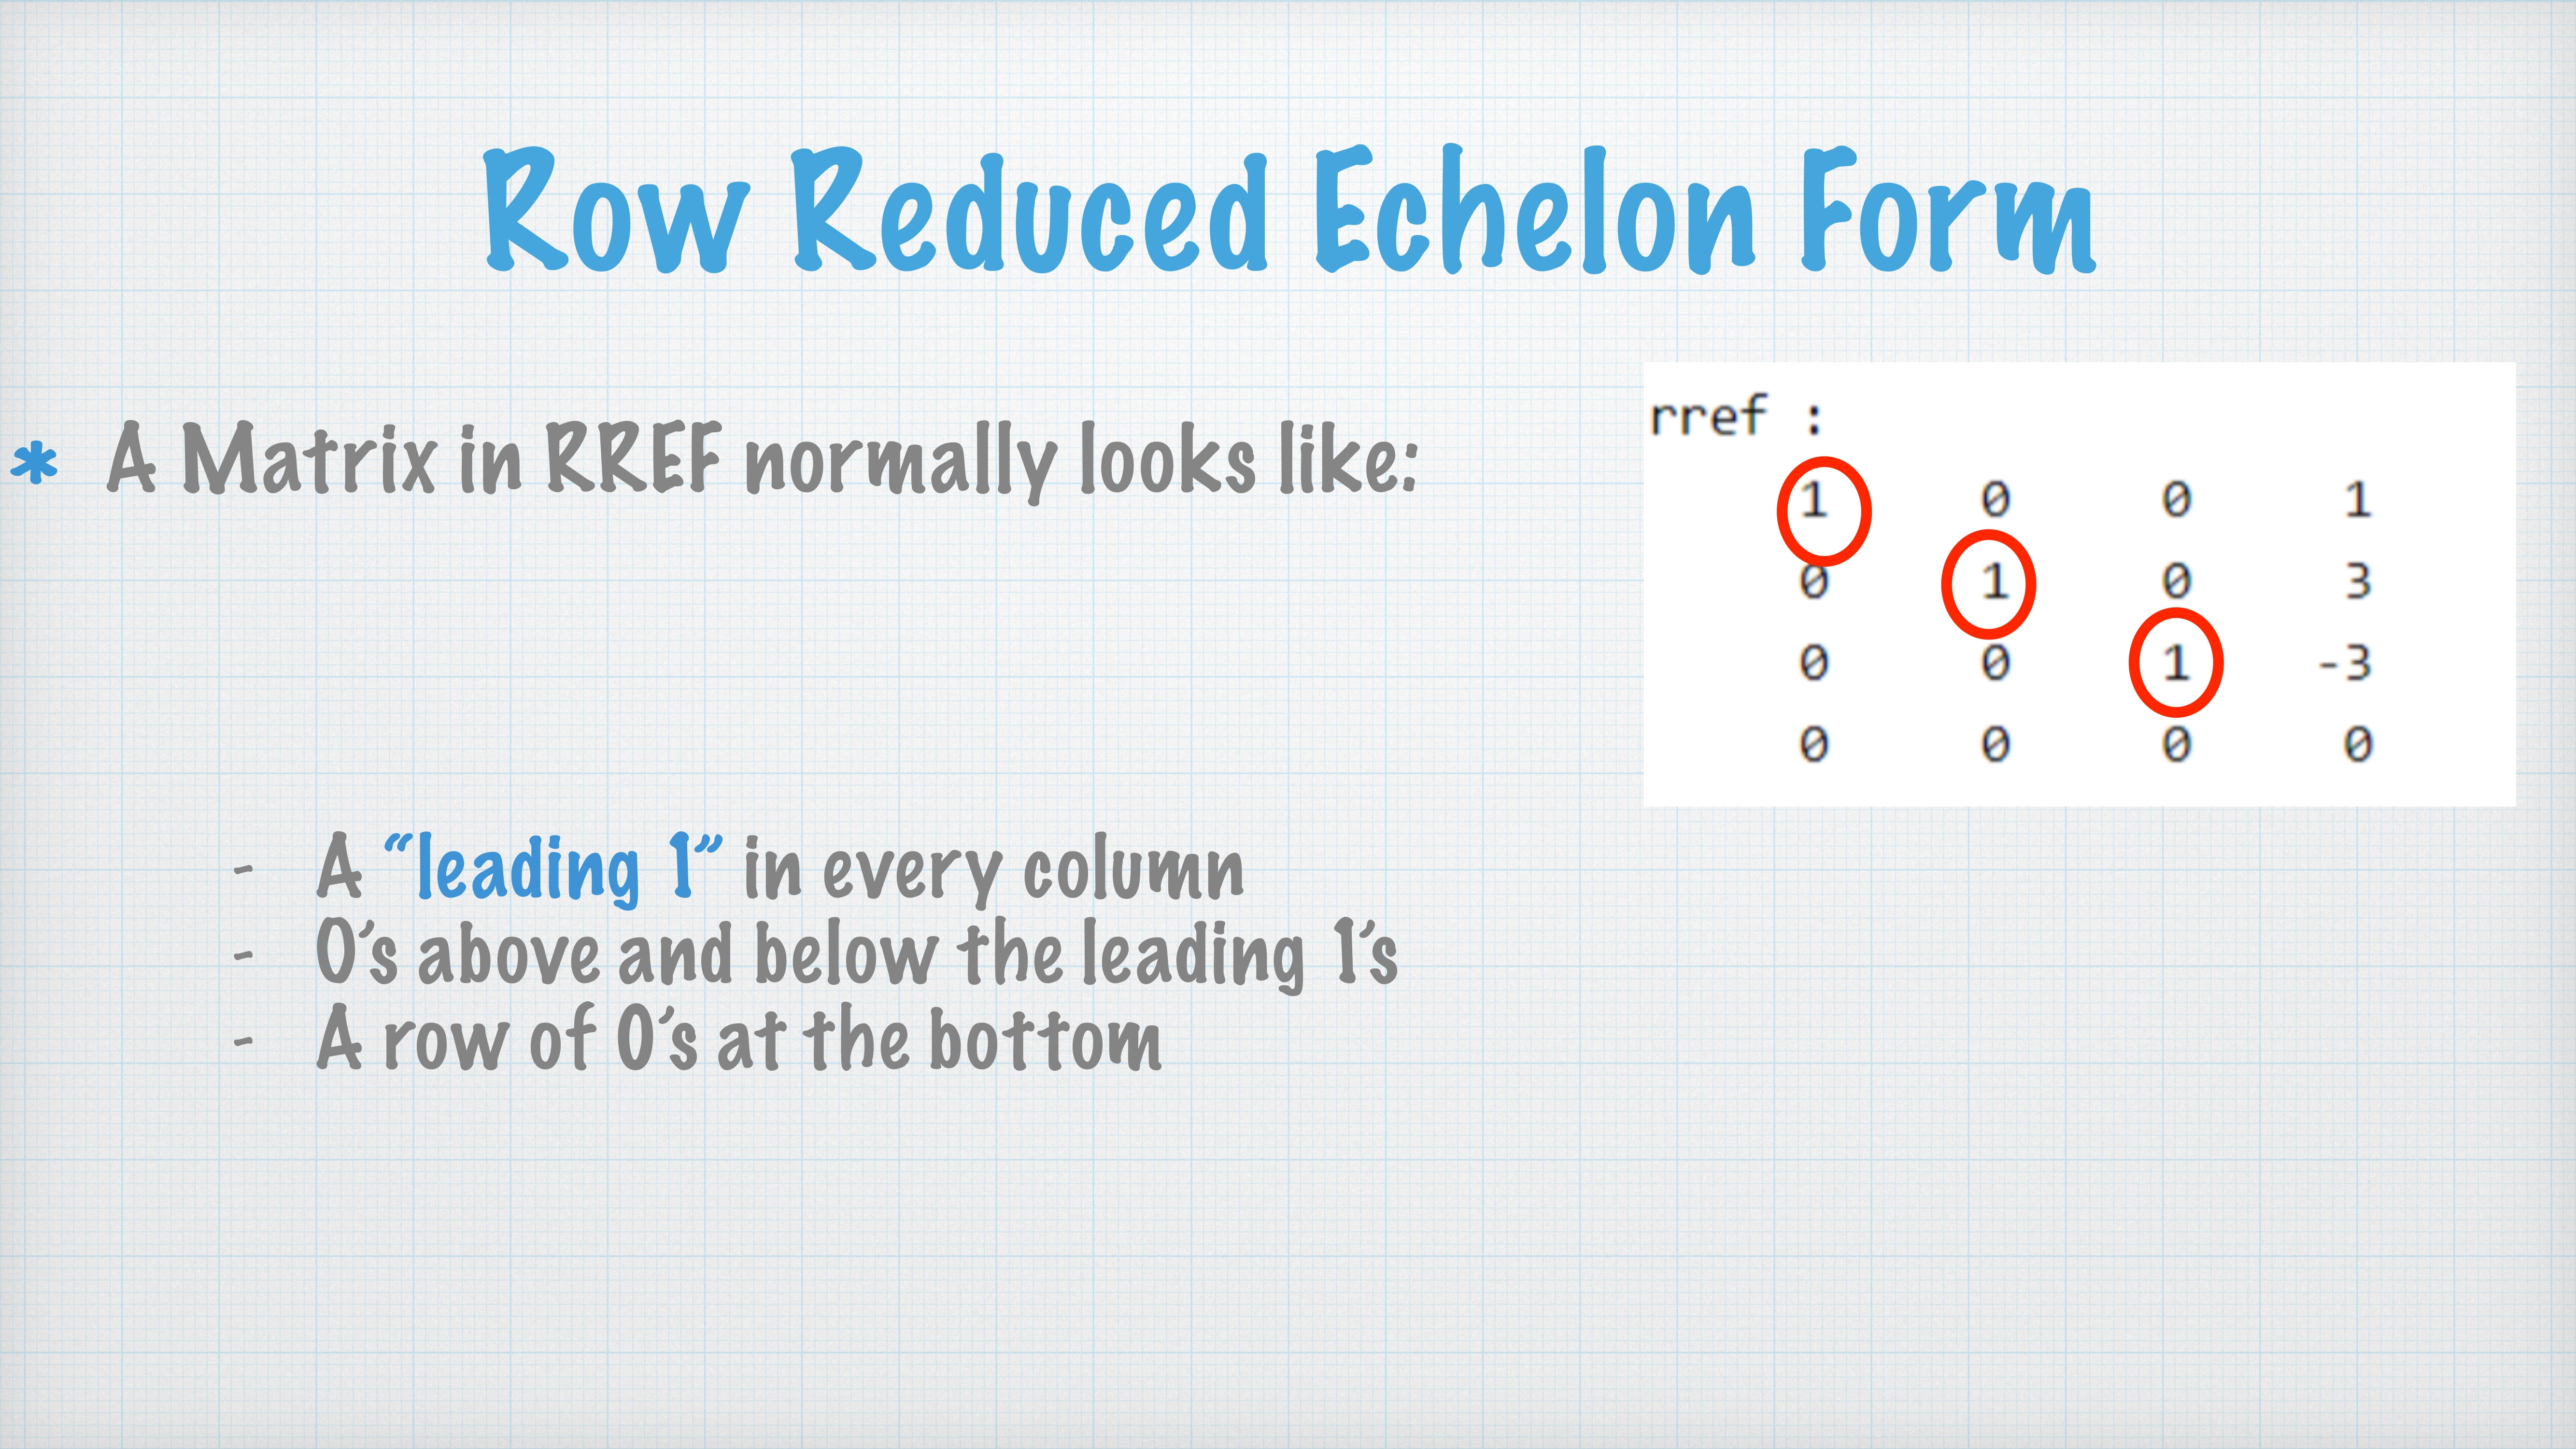 Row Reduced Echelon Form
* A Matrix in RREF normally looks like:
rref :
1 0 0 1
0 1 0 3
0 0 1 -3
0 0 0 0
- A “leading 1” in every column
- 0’s above and below the leading 1’s
- A row of 0’s at the bottom